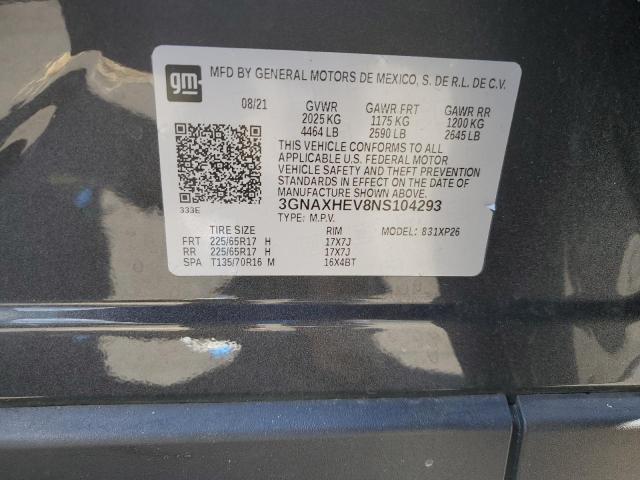 gm
MFD BY GENERAL MOTORS DE MEXICO, S. DE R.L. DE C.V.
08/21 GVWR GAWR FRT GAWR RR
2025 KG 1175 KG 1200 KG
4464 LB 2590 LB 2645 LB
THIS VEHICLE CONFORMS TO ALL
APPLICABLE U.S. FEDERAL MOTOR
VEHICLE SAFETY AND THEFT PREVENTION
STANDARDS IN EFFECT ON THE DATE OF
MANUFACTURE SHOWN ABOVE.
333E 3GNAXHEV8NS104293
TYPE: M.P.V.
TIRE SIZE RIM MODEL: 831XP26
FRT 225/65R17 H 17X7J
RR 225/65R17 H 17X7J
SPA T135/70R16 M 16X4BT